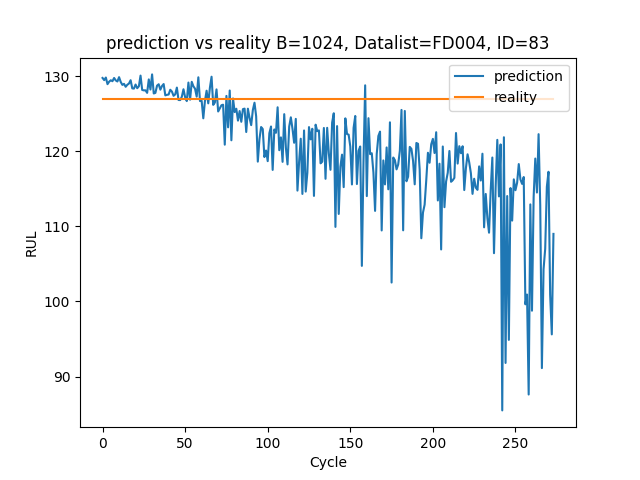 prediction vs reality B=1024, Datalist=FD004, ID=83
prediction
reality
130
120
110
100
90
RUL
0
50
100
150
200
250
Cycle